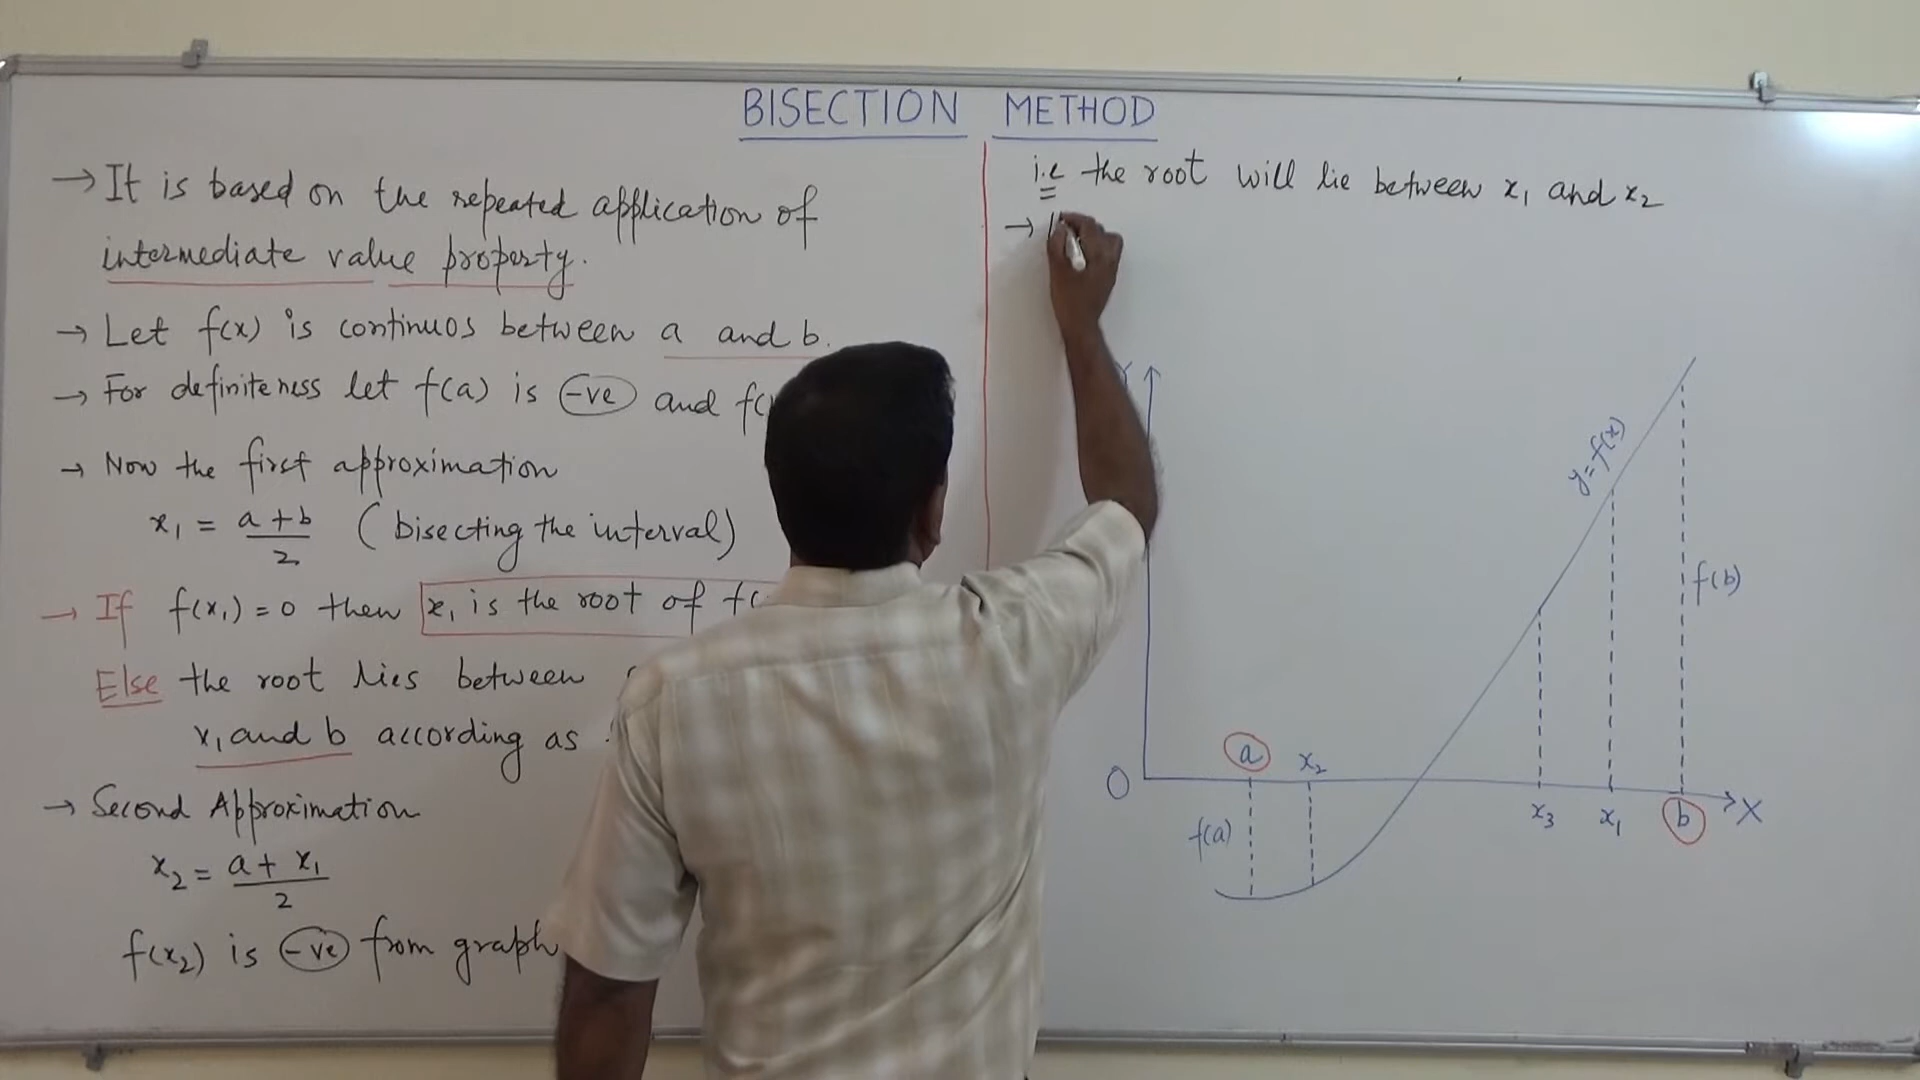 BISECTION METHOD
→ It is based on the repeated application of
intermediate value property.
→ Let f(x) is continuos between a and b.
→ For definiteness let f(a) is -ve and
→ Now the first approximation
x₁ = a+b/2 (bisecting the interval)
→ If f(x₁) = 0 then x₁ is the root of
Else the root lies between
x₁ and b according as
→ Second Approximation
x₂ = a + x₁/2
f(x₂) is -ve from graph
i.e the root will lie between x₁ and x₂
→
y = f(x)
f(b)
a
x₂
O
x₃
x₁
b
X
f(a)